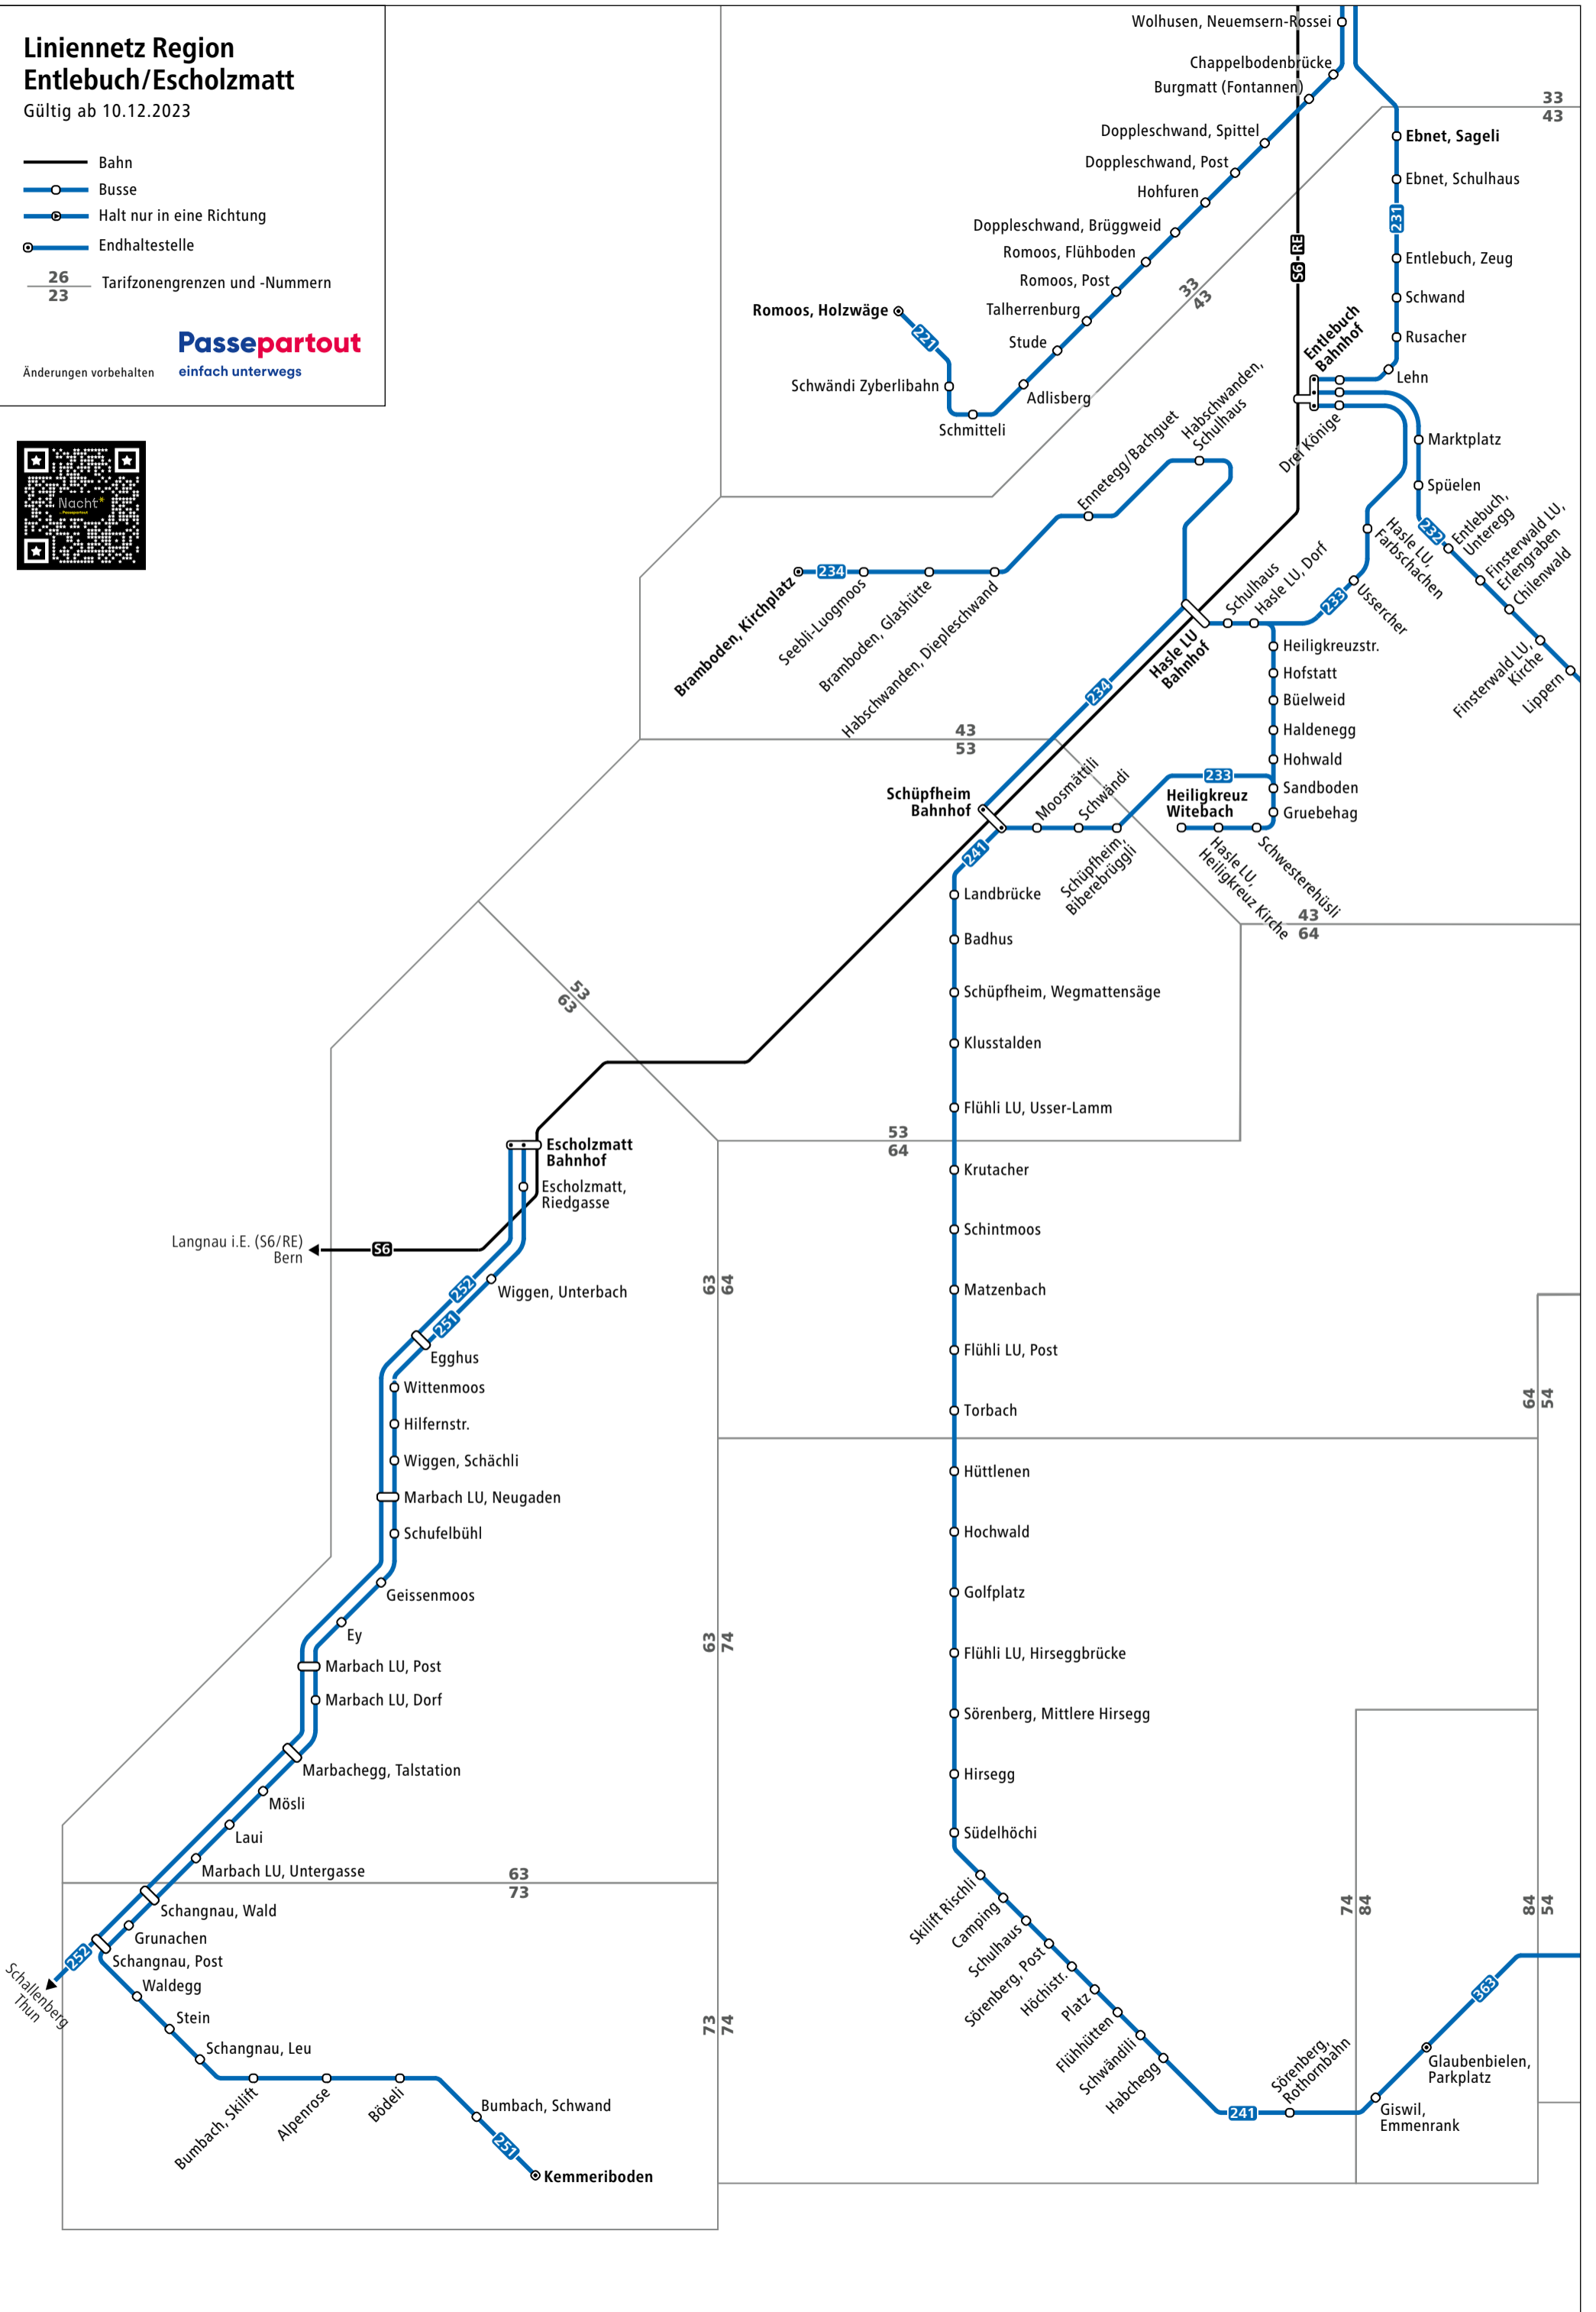 Liniennetz Region
Entlebuch/Escholzmatt
Gültig ab 10.12.2023
Bahn
Busse
Halt nur in eine Richtung
Endhaltestelle
26
23
Tarifzonengrenzen und -Nummern
Änderungen vorbehalten
Passepartout
einfach unterwegs
Nacht*
Wolhusen, Neuemsern-Rossei
Chappelbodenbrücke
Burgmatt (Fontannen)
Doppleschwand, Spittel
Doppleschwand, Post
Hohfuren
Doppleschwand, Brüggweid
Romoos, Flühboden
Romoos, Post
Talherrenburg
Stude
Adlisberg
Schmitteli
Schwändi Zyberlibahn
221
Romoos, Holzwäge
33
43
33
43
Ebnet, Sageli
Ebnet, Schulhaus
231
Entlebuch, Zeug
Schwand
Rusacher
Lehn
S6·RE
Entlebuch
Bahnhof
Drei Könige
Marktplatz
Spüelen
232
Entlebuch,
Unteregg
Finsterwald LU,
Erlengraben
Chilenwald
Finsterwald LU,
Kirche
Lippern
Hasle LU,
Farbschachen
Ussercher
233
Hasle LU, Dorf
Schulhaus
Hasle LU
Bahnhof
Habschwanden,
Schulhaus
Ennetegg/Bachguet
Habschwanden, Diepleschwand
Bramboden, Glashütte
Seebli-Luogmoos
234
Bramboden, Kirchplatz
Heiligkreuzstr.
Hofstatt
Büelweid
Haldenegg
Hohwald
Sandboden
Gruebehag
233
Heiligkreuz
Witebach
Hasle LU,
Heiligkreuz Kirche
Schwesterehüsli
234
43
53
Schüpfheim
Bahnhof
Moosmättili
Schwändi
Schüpfheim,
Biberebrüggli
43
64
241
Landbrücke
Badhus
Schüpfheim, Wegmattensäge
Klusstalden
Flühli LU, Usser-Lamm
53
64
53
63
Krutacher
Schintmoos
Matzenbach
Flühli LU, Post
Torbach
Hüttlenen
Hochwald
Golfplatz
Flühli LU, Hirseggbrücke
Sörenberg, Mittlere Hirsegg
Hirsegg
Südelhöchi
Skilift Rischli
Camping
Schulhaus
Sörenberg, Post
Höchistr.
Platz
Flühhütten
Schwändili
Habchegg
241
Sörenberg,
Rothornbahn
Giswil,
Emmenrank
Glaubenbielen,
Parkplatz
363
64
54
74
84
84
54
63
64
63
74
73
74
Escholzmatt
Bahnhof
Escholzmatt,
Riedgasse
Langnau i.E. (S6/RE)
Bern
S6
252
251
Wiggen, Unterbach
Egghus
Wittenmoos
Hilfernstr.
Wiggen, Schächli
Marbach LU, Neugaden
Schufelbühl
Geissenmoos
Ey
Marbach LU, Post
Marbach LU, Dorf
Marbachegg, Talstation
Mösli
Laui
Marbach LU, Untergasse
63
73
Schangnau, Wald
Grunachen
Schangnau, Post
252
Schallenberg
Thun
Waldegg
Stein
Schangnau, Leu
Bumbach, Skilift
Alpenrose
Bödeli
Bumbach, Schwand
251
Kemmeriboden